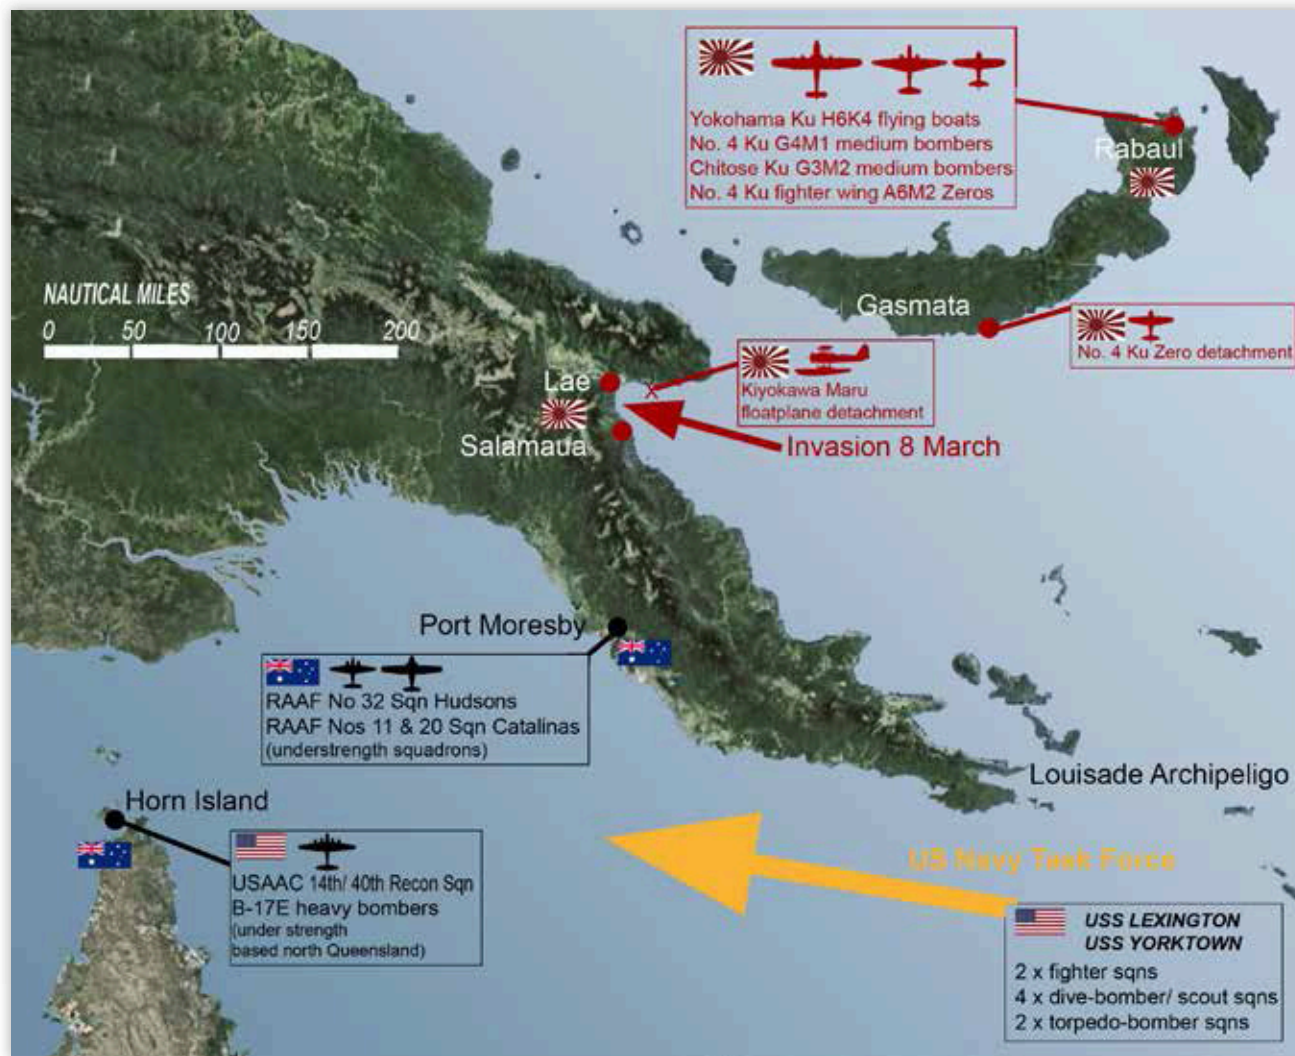 Yokohama Ku H6K4 flying boats
No. 4 Ku G4M1 medium bombers
Chitose Ku G3M2 medium bombers
No. 4 Ku fighter wing A6M2 Zeros
Rabaul
NAUTICAL MILES
0 50 100 150 200
Gasmata
No. 4 Ku Zero detachment
Lae
Kiyokawa Maru
floatplane detachment
Salamaua
Invasion 8 March
Port Moresby
RAAF No 32 Sqn Hudsons
RAAF Nos 11 & 20 Sqn Catalinas
(understrength squadrons)
Louisade Archipeligo
Horn Island
USAAC 14th/ 40th Recon Sqn
B-17E heavy bombers
(under strength
based north Queensland)
US Navy Task Force
USS LEXINGTON
USS YORKTOWN
2 x fighter sqns
4 x dive-bomber/ scout sqns
2 x torpedo-bomber sqns